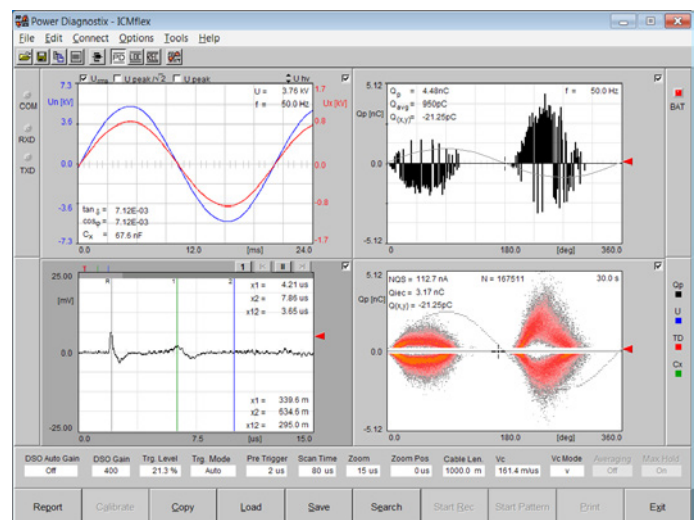 Power Diagnostix - ICMflex
File Edit Connect Options Tools Help
COM
RXD
TXD
U peak/√2 U peak U hv
7.3
Un [kV]
3.6
0.0
-3.6
-7.3
U = 3.76 kV
f = 50.0 Hz
1.7
Ux [kV]
0.8
0.0
-0.8
-1.7
tan δ = 7.12E-03
cosφ = 7.12E-03
Cx = 67.6 nF
0.0 12.0 [ms] 24.0
5.12
Qp [nC]
0.0
-5.12
Qp = 4.48nC
Qavg = 950pC
Q(x,y) = -21.25pC
f = 50.0 Hz
0.0 180.0 [deg] 360.0
BAT
1 II
25.00
[mV]
0.0
-25.00
R 1 2
x1 = 4.21 us
x2 = 7.86 us
x12 = 3.65 us
x1 = 339.6 m
x2 = 634.6 m
x12 = 295.0 m
0.0 7.5 [us] 15.0
5.12
Qp [nC]
0.0
-5.12
NQS = 112.7 nA N = 167511 30.0 s
Qiec = 3.17 nC
Q(x,y) = -21.25pC
0.0 180.0 [deg] 360.0
Qp
U
TD
Cx
DSO Auto Gain DSO Gain Trg. Level Trg. Mode Pre Trigger Scan Time Zoom Zoom Pos Cable Len. Vc Vc Mode Averaging Max Hold
Off 400 21.3 % Auto 2 us 80 us 15 us 0 us 1000.0 m 161.4 m/us v Off On
Report Calibrate Copy Load Save Search Start Rec Start Pattern Print Exit